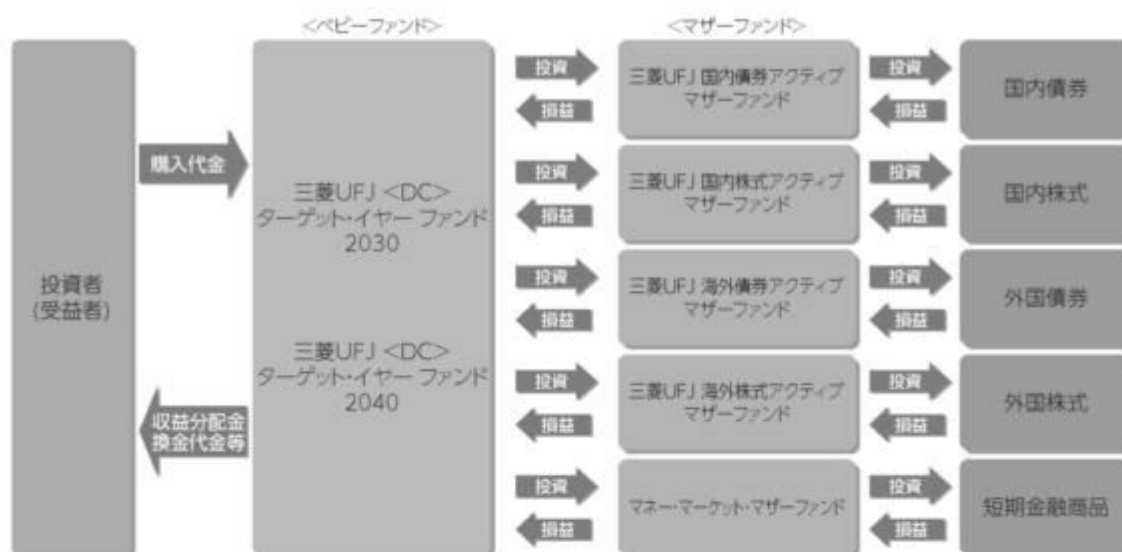 <ベビーファンド>
<マザーファンド>
投資者
(受益者)
購入代金
収益分配金
換金代金等
三菱UFJ <DC>
ターゲット・イヤー ファンド
2030
三菱UFJ <DC>
ターゲット・イヤー ファンド
2040
投資
損益
三菱UFJ 国内債券アクティブ
マザーファンド
投資
損益
国内債券
投資
損益
三菱UFJ 国内株式アクティブ
マザーファンド
投資
損益
国内株式
投資
損益
三菱UFJ 海外債券アクティブ
マザーファンド
投資
損益
外国債券
投資
損益
三菱UFJ 海外株式アクティブ
マザーファンド
投資
損益
外国株式
投資
損益
マネー・マーケット・マザーファンド
投資
損益
短期金融商品